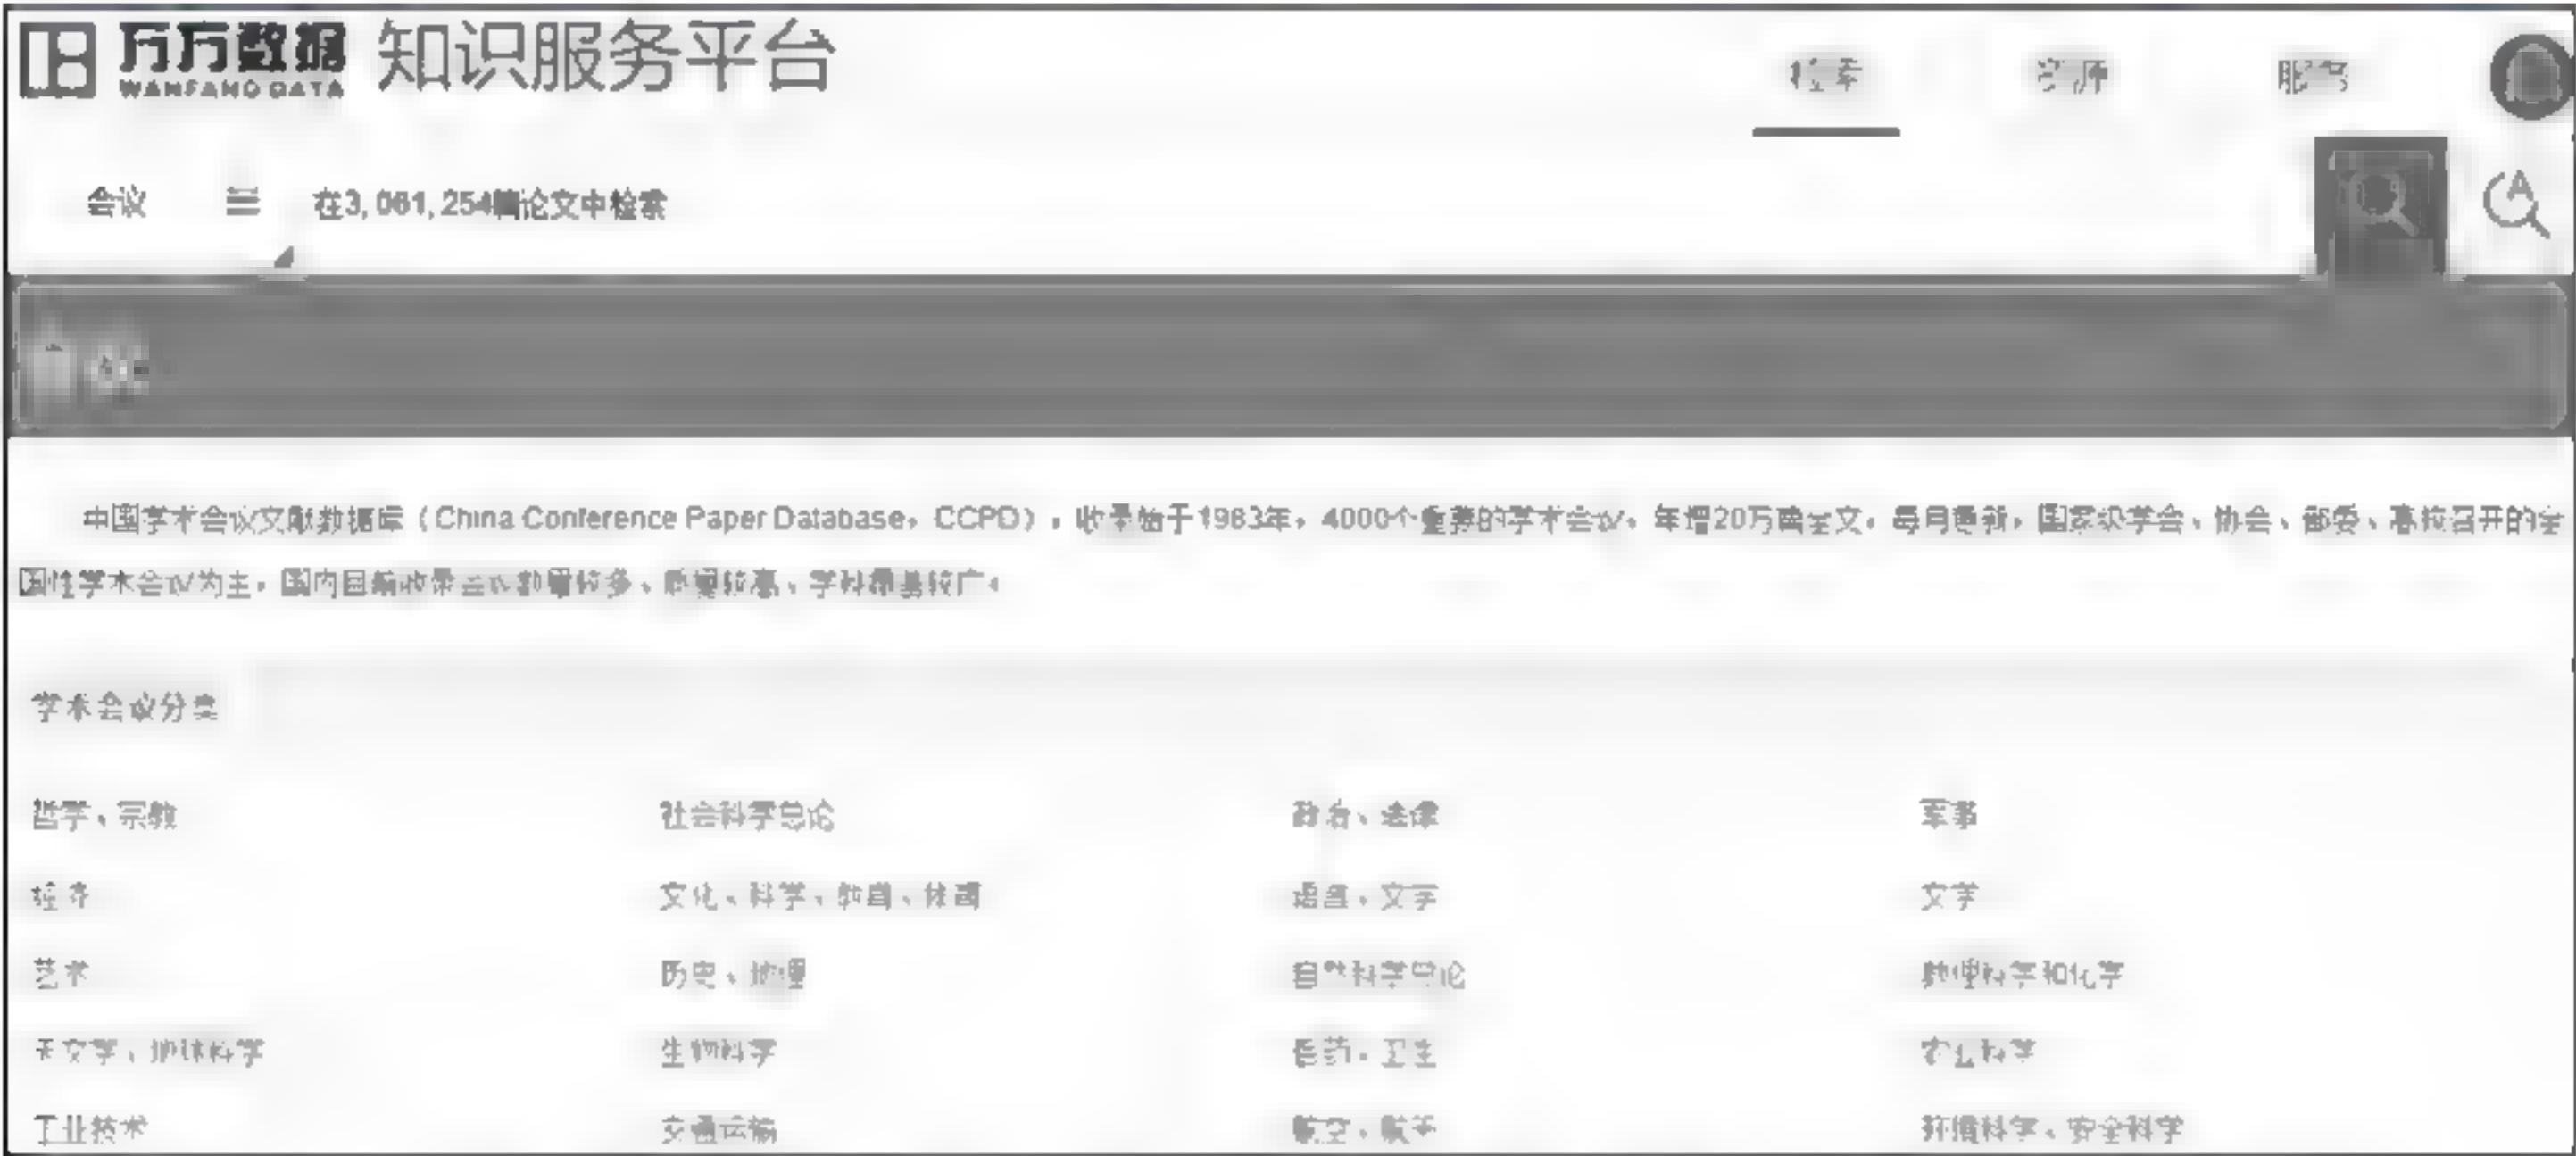 万方数据 知识服务平台
WANFANG DATA
检索 资源 服务
会议 在3,061,254篇论文中检索
中国学术会议文献数据库（China Conference Paper Database，CCPD），收录始于1983年，4000个重要的学术会议，年增20万篇全文，每月更新，国家级学会、协会、部委、高校召开的全
国性学术会议为主，国内目前收录会议数量较多、质量较高、学科覆盖较广。
学术会议分类
哲学、宗教 社会科学总论 政治、法律 军事
经济 文化、科学、教育、体育 语言、文字 文学
艺术 历史、地理 自然科学总论 数理科学和化学
天文学、地球科学 生物科学 医药、卫生 农业科学
工业技术 交通运输 航空、航天 环境科学、安全科学